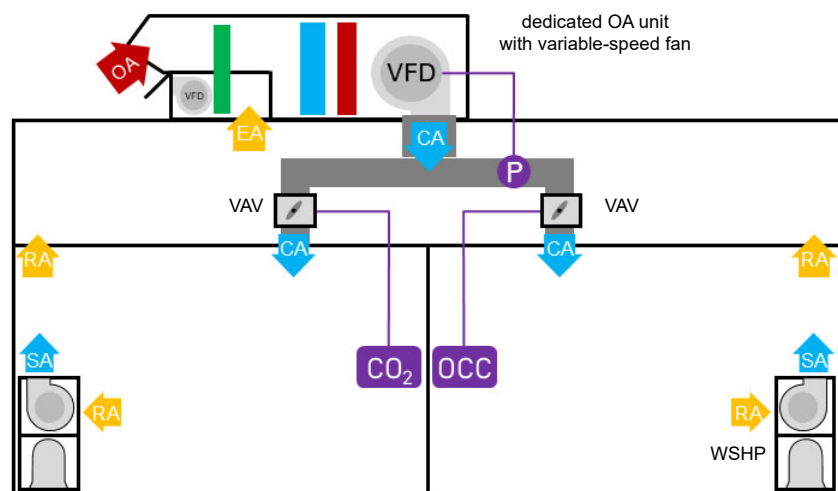 dedicated OA unit
with variable-speed fan
OA
VFD
VFD
EA
CA
P
VAV
VAV
CA
CA
RA
RA
CO₂
OCC
SA
SA
RA
RA
WSHP